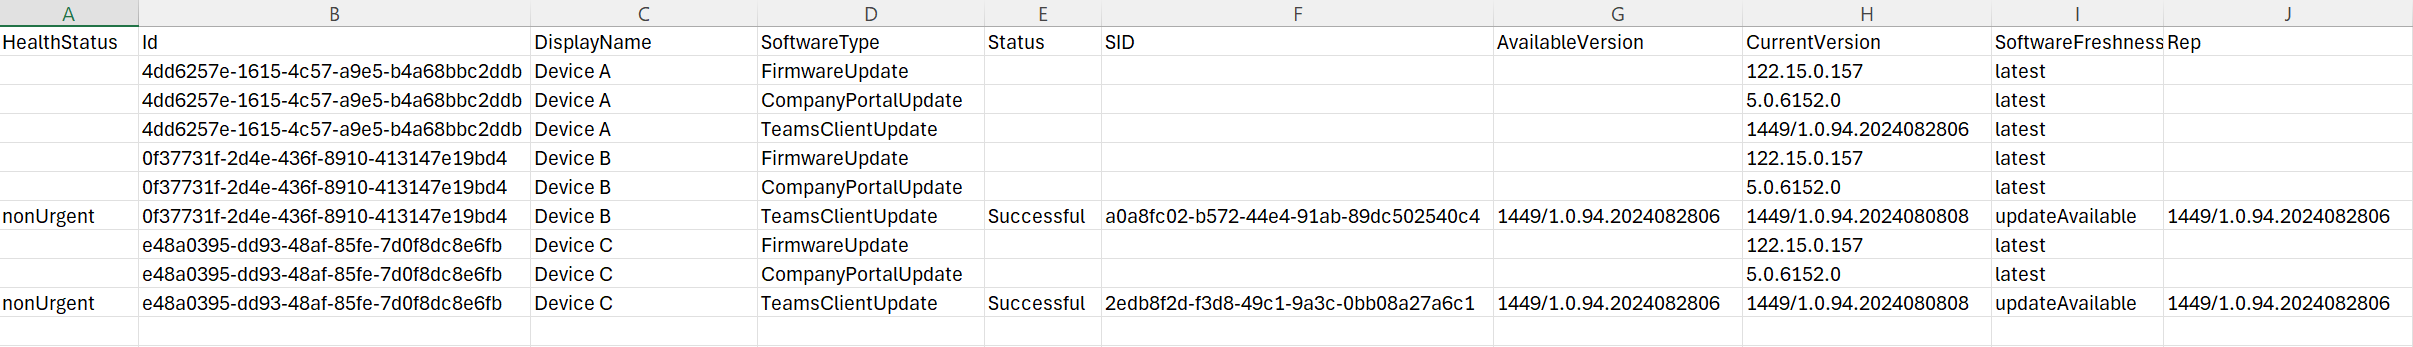 A B C D E F G H I J
HealthStatus Id DisplayName SoftwareType Status SID AvailableVersion CurrentVersion SoftwareFreshness Rep
4dd6257e-1615-4c57-a9e5-b4a68bbc2ddb Device A FirmwareUpdate 122.15.0.157 latest
4dd6257e-1615-4c57-a9e5-b4a68bbc2ddb Device A CompanyPortalUpdate 5.0.6152.0 latest
4dd6257e-1615-4c57-a9e5-b4a68bbc2ddb Device A TeamsClientUpdate 1449/1.0.94.2024082806 latest
0f37731f-2d4e-436f-8910-413147e19bd4 Device B FirmwareUpdate 122.15.0.157 latest
0f37731f-2d4e-436f-8910-413147e19bd4 Device B CompanyPortalUpdate 5.0.6152.0 latest
nonUrgent 0f37731f-2d4e-436f-8910-413147e19bd4 Device B TeamsClientUpdate Successful a0a8fc02-b572-44e4-91ab-89dc502540c4 1449/1.0.94.2024082806 1449/1.0.94.2024080808 updateAvailable 1449/1.0.94.2024082806
e48a0395-dd93-48af-85fe-7d0f8dc8e6fb Device C FirmwareUpdate 122.15.0.157 latest
e48a0395-dd93-48af-85fe-7d0f8dc8e6fb Device C CompanyPortalUpdate 5.0.6152.0 latest
nonUrgent e48a0395-dd93-48af-85fe-7d0f8dc8e6fb Device C TeamsClientUpdate Successful 2edb8f2d-f3d8-49c1-9a3c-0bb08a27a6c1 1449/1.0.94.2024082806 1449/1.0.94.2024080808 updateAvailable 1449/1.0.94.2024082806